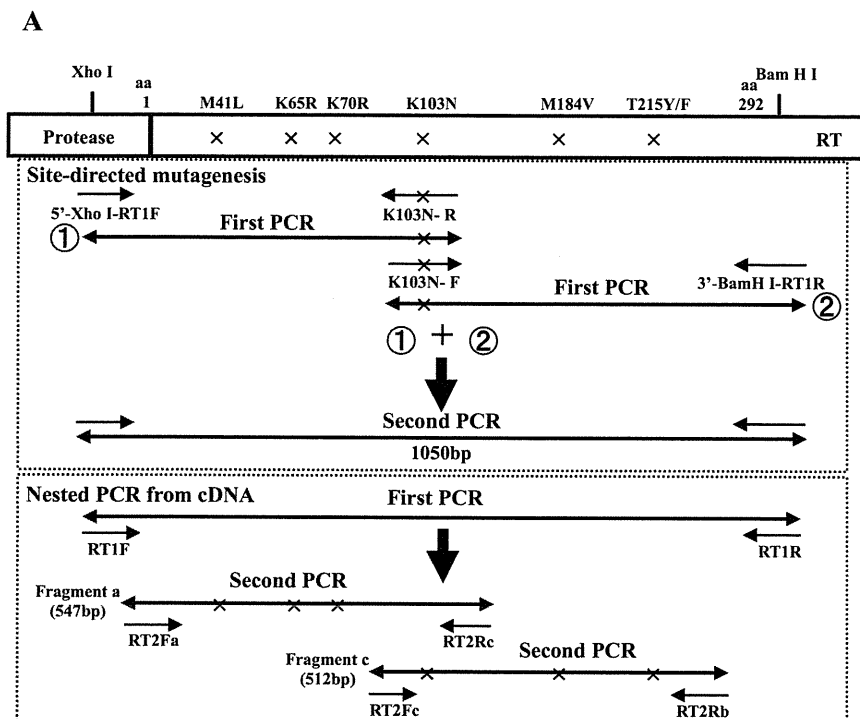 A
Xho I
aa
1
M41L K65R K70R K103N M184V T215Y/F
aa
292
Bam H I
Protease × × × × × × RT
Site-directed mutagenesis
5'-Xho I-RT1F
First PCR
K103N- R
①
K103N- F
First PCR
3'-BamH I-RT1R
②
① + ②
Second PCR
1050bp
Nested PCR from cDNA
First PCR
RT1F
RT1R
Second PCR
Fragment a
(547bp)
RT2Fa
RT2Rc
Second PCR
Fragment c
(512bp)
RT2Fc
RT2Rb